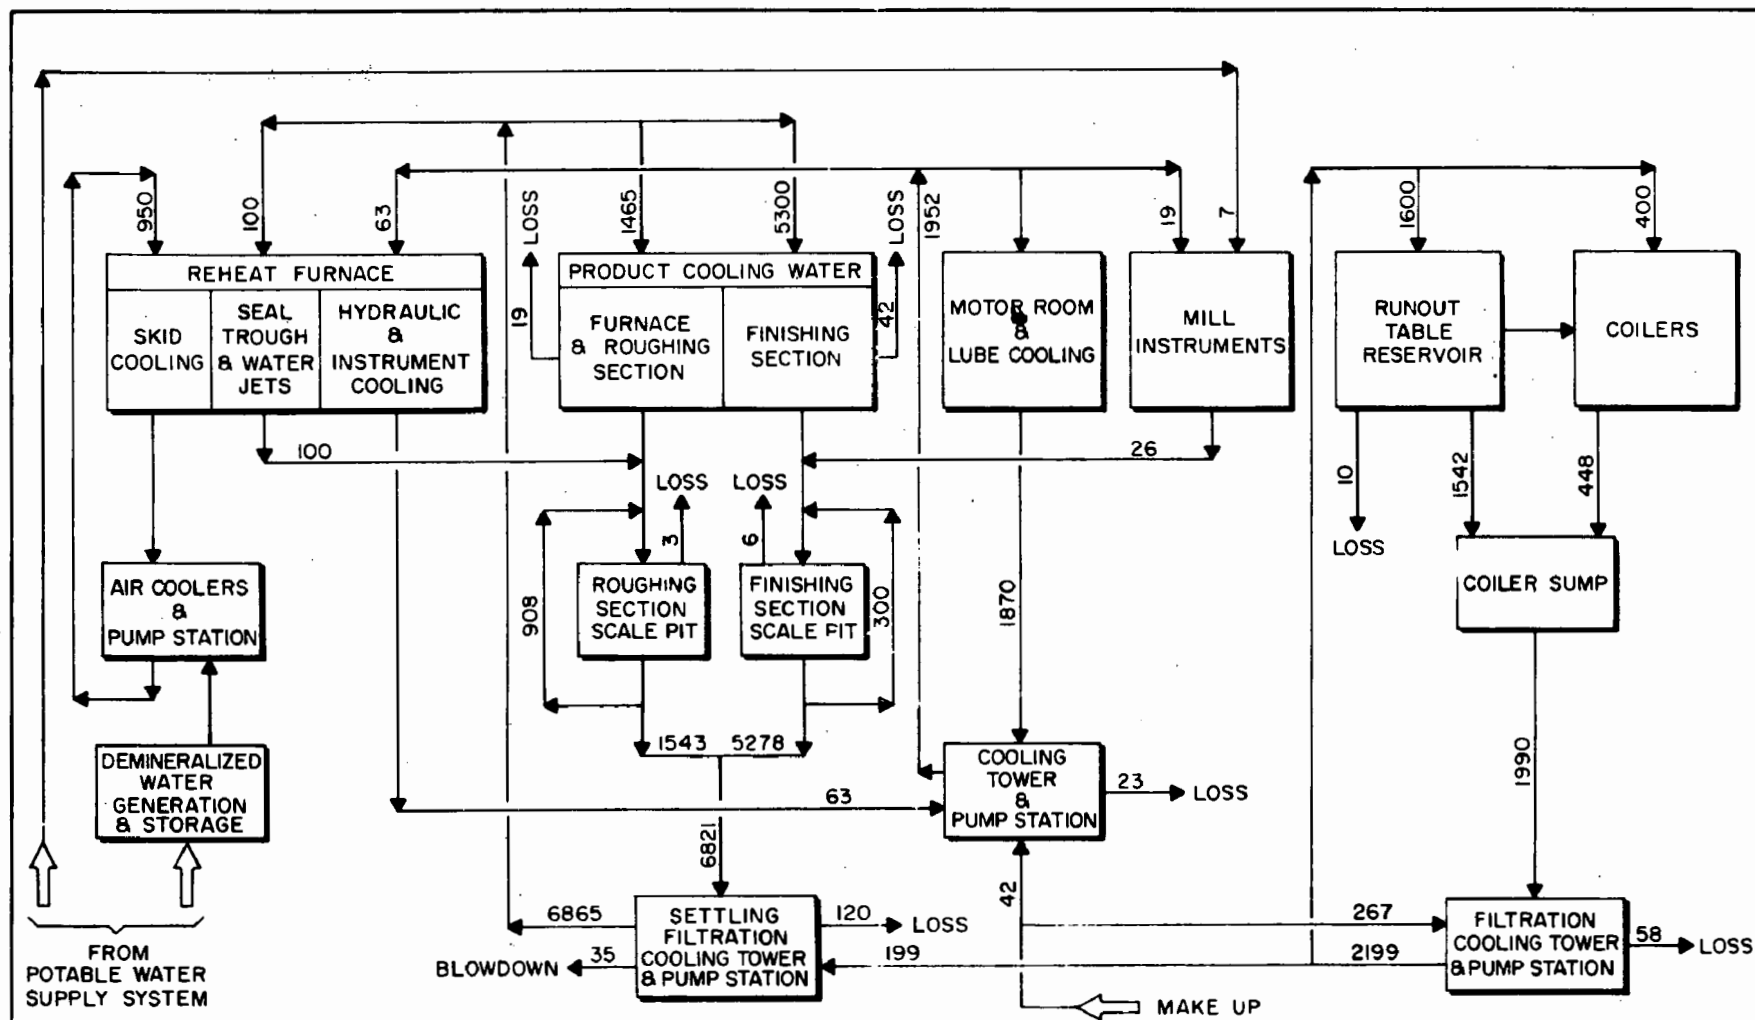 950
100
63
LOSS
19
1465
5300
LOSS
42
1952
19
7
1600
400
REHEAT FURNACE
SKID
COOLING
SEAL
TROUGH
& WATER
JETS
HYDRAULIC
&
INSTRUMENT
COOLING
PRODUCT COOLING WATER
FURNACE
& ROUGHING
SECTION
FINISHING
SECTION
MOTOR ROOM
&
LUBE COOLING
MILL
INSTRUMENTS
RUNOUT
TABLE
RESERVOIR
COILERS
100
26
LOSS
LOSS
3
6
10
LOSS
1542
448
AIR COOLERS
&
PUMP STATION
908
ROUGHING
SECTION
SCALE PIT
FINISHING
SECTION
SCALE PIT
300
1870
COILER SUMP
DEMINERALIZED
WATER
GENERATION
& STORAGE
1543
5278
63
COOLING
TOWER
&
PUMP STATION
23
LOSS
1990
6821
42
FROM
POTABLE WATER
SUPPLY SYSTEM
6865
BLOWDOWN
35
SETTLING
FILTRATION
COOLING TOWER
& PUMP STATION
120
LOSS
199
267
2199
FILTRATION
COOLING TOWER
& PUMP STATION
58
LOSS
MAKE UP